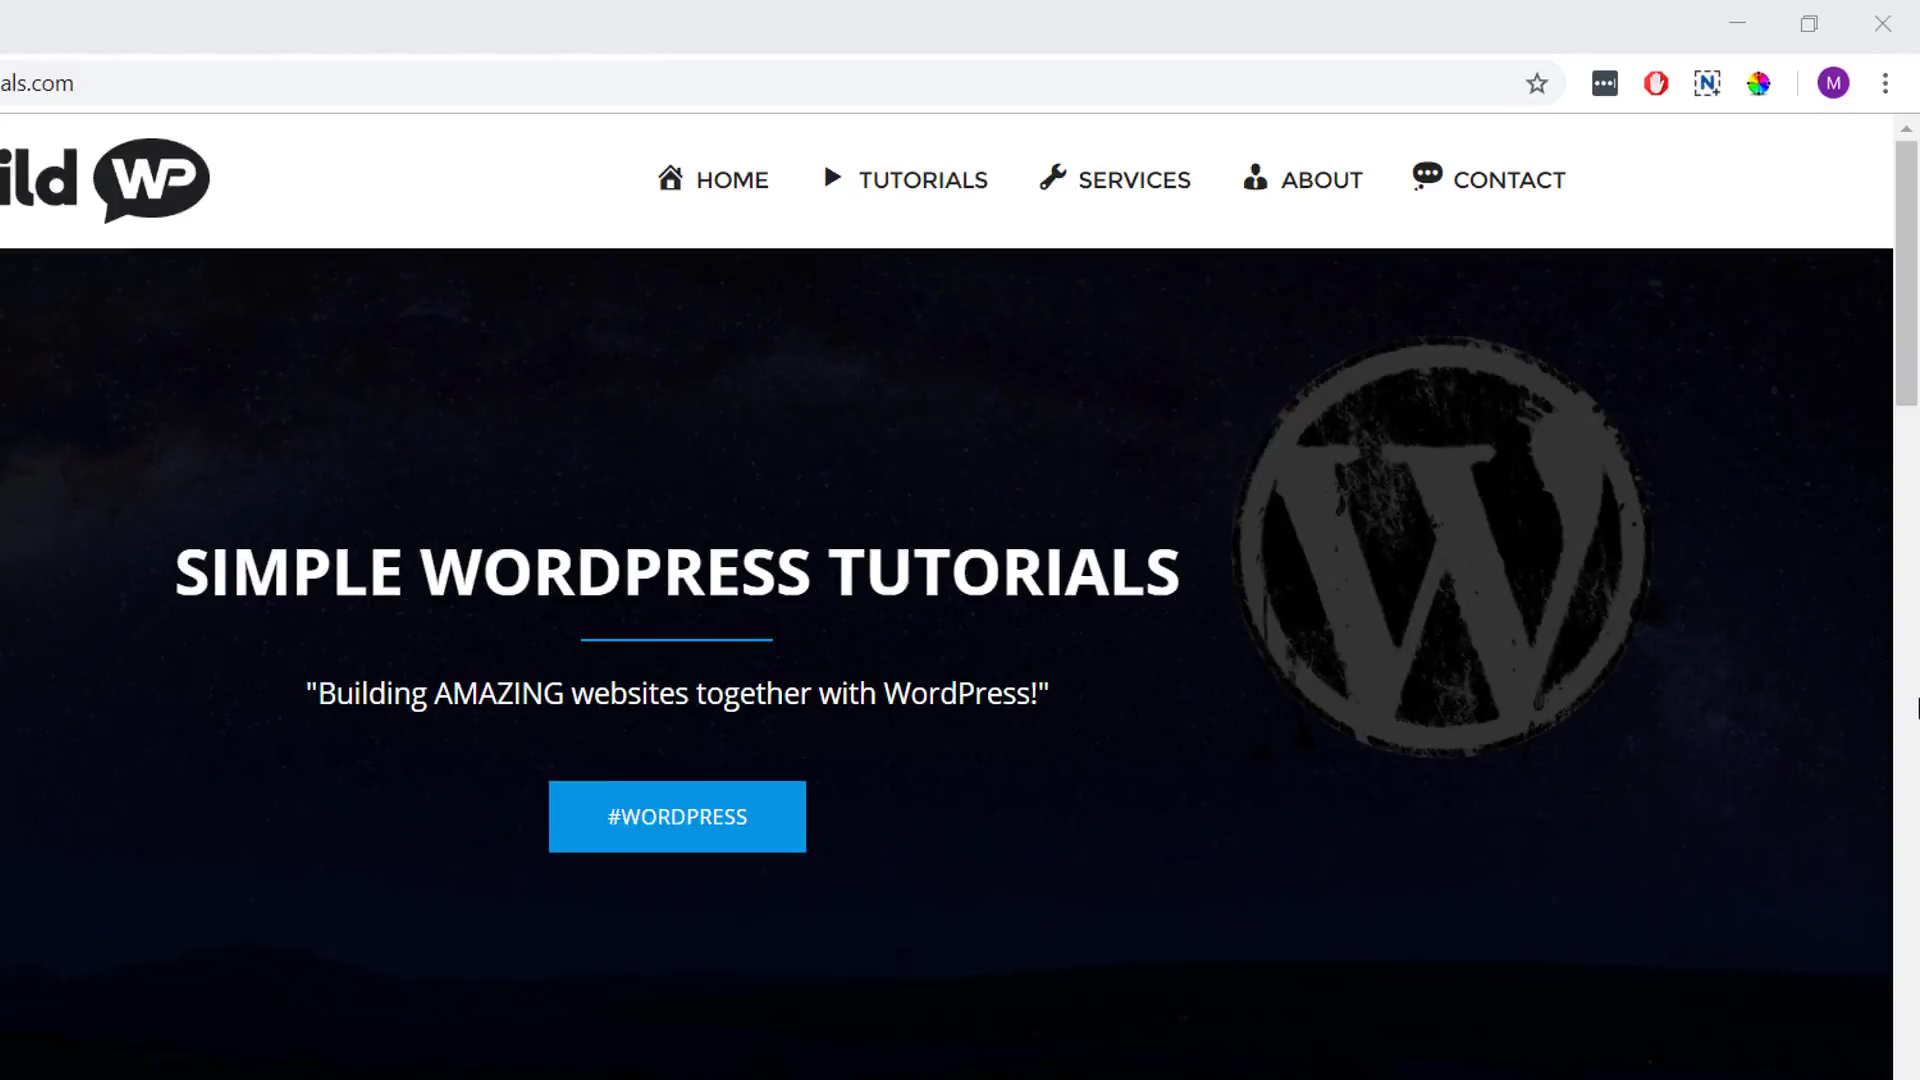 als.com
ild WP
HOME TUTORIALS SERVICES ABOUT CONTACT
SIMPLE WORDPRESS TUTORIALS
"Building AMAZING websites together with WordPress!"
#WORDPRESS
M
N
W